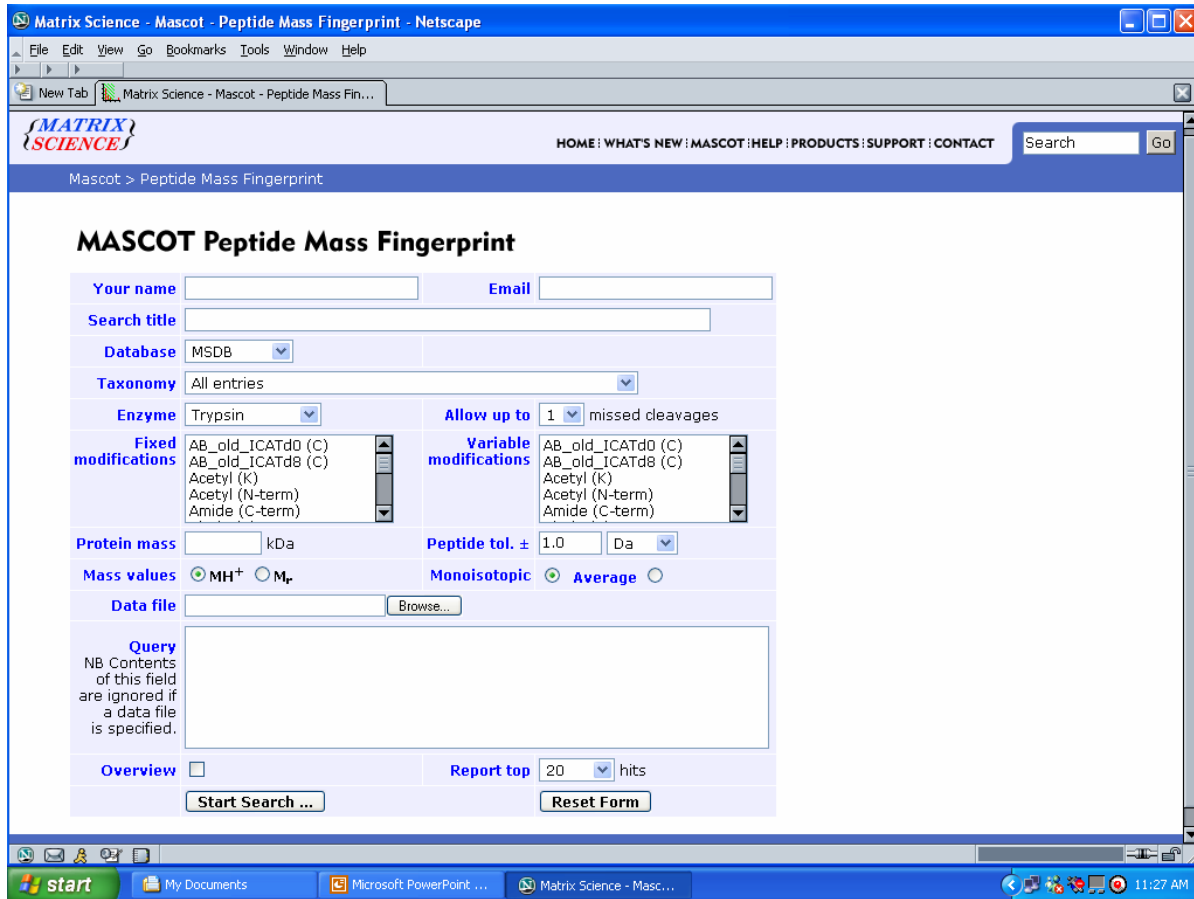 Matrix Science - Mascot - Peptide Mass Fingerprint - Netscape
File Edit View Go Bookmarks Tools Window Help
New Tab Matrix Science - Mascot - Peptide Mass Fin...
{MATRIX SCIENCE}
HOME : WHAT'S NEW : MASCOT : HELP : PRODUCTS : SUPPORT : CONTACT Search Go
Mascot > Peptide Mass Fingerprint
MASCOT Peptide Mass Fingerprint
Your name Email
Search title
Database MSDB
Taxonomy All entries
Enzyme Trypsin Allow up to 1 missed cleavages
Fixed modifications
AB_old_ICATd0 (C)
AB_old_ICATd8 (C)
Acetyl (K)
Acetyl (N-term)
Amide (C-term)
Variable modifications
AB_old_ICATd0 (C)
AB_old_ICATd8 (C)
Acetyl (K)
Acetyl (N-term)
Amide (C-term)
Protein mass kDa Peptide tol. ± 1.0 Da
Mass values MH+ Mr Monoisotopic Average
Data file Browse...
Query
NB Contents
of this field
are ignored if
a data file
is specified.
Overview Report top 20 hits
Start Search ... Reset Form
start My Documents Microsoft PowerPoint ... Matrix Science - Masc... 11:27 AM